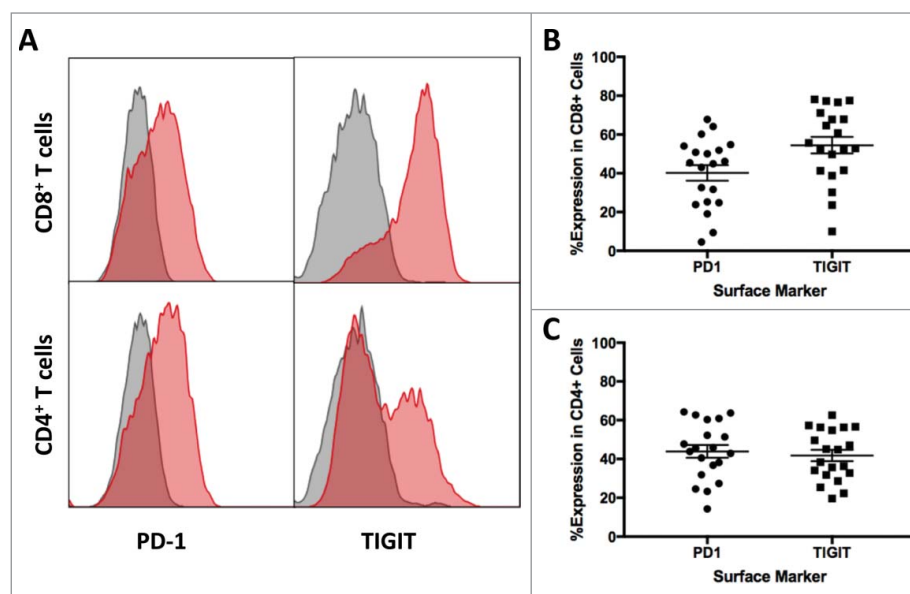 A
CD8⁺ T cells
CD4⁺ T cells
PD-1
TIGIT
B
%Expression in CD8+ Cells
100
80
60
40
20
0
PD1
TIGIT
Surface Marker
C
%Expression in CD4+ Cells
100
80
60
40
20
0
PD1
TIGIT
Surface Marker